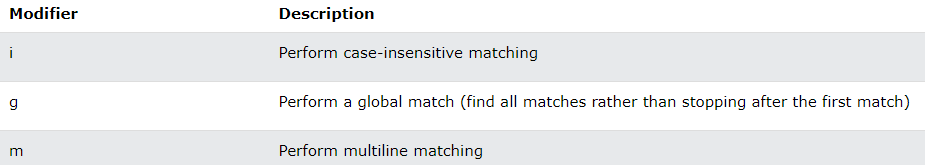 Modifier Description
i Perform case-insensitive matching
g Perform a global match (find all matches rather than stopping after the first match)
m Perform multiline matching